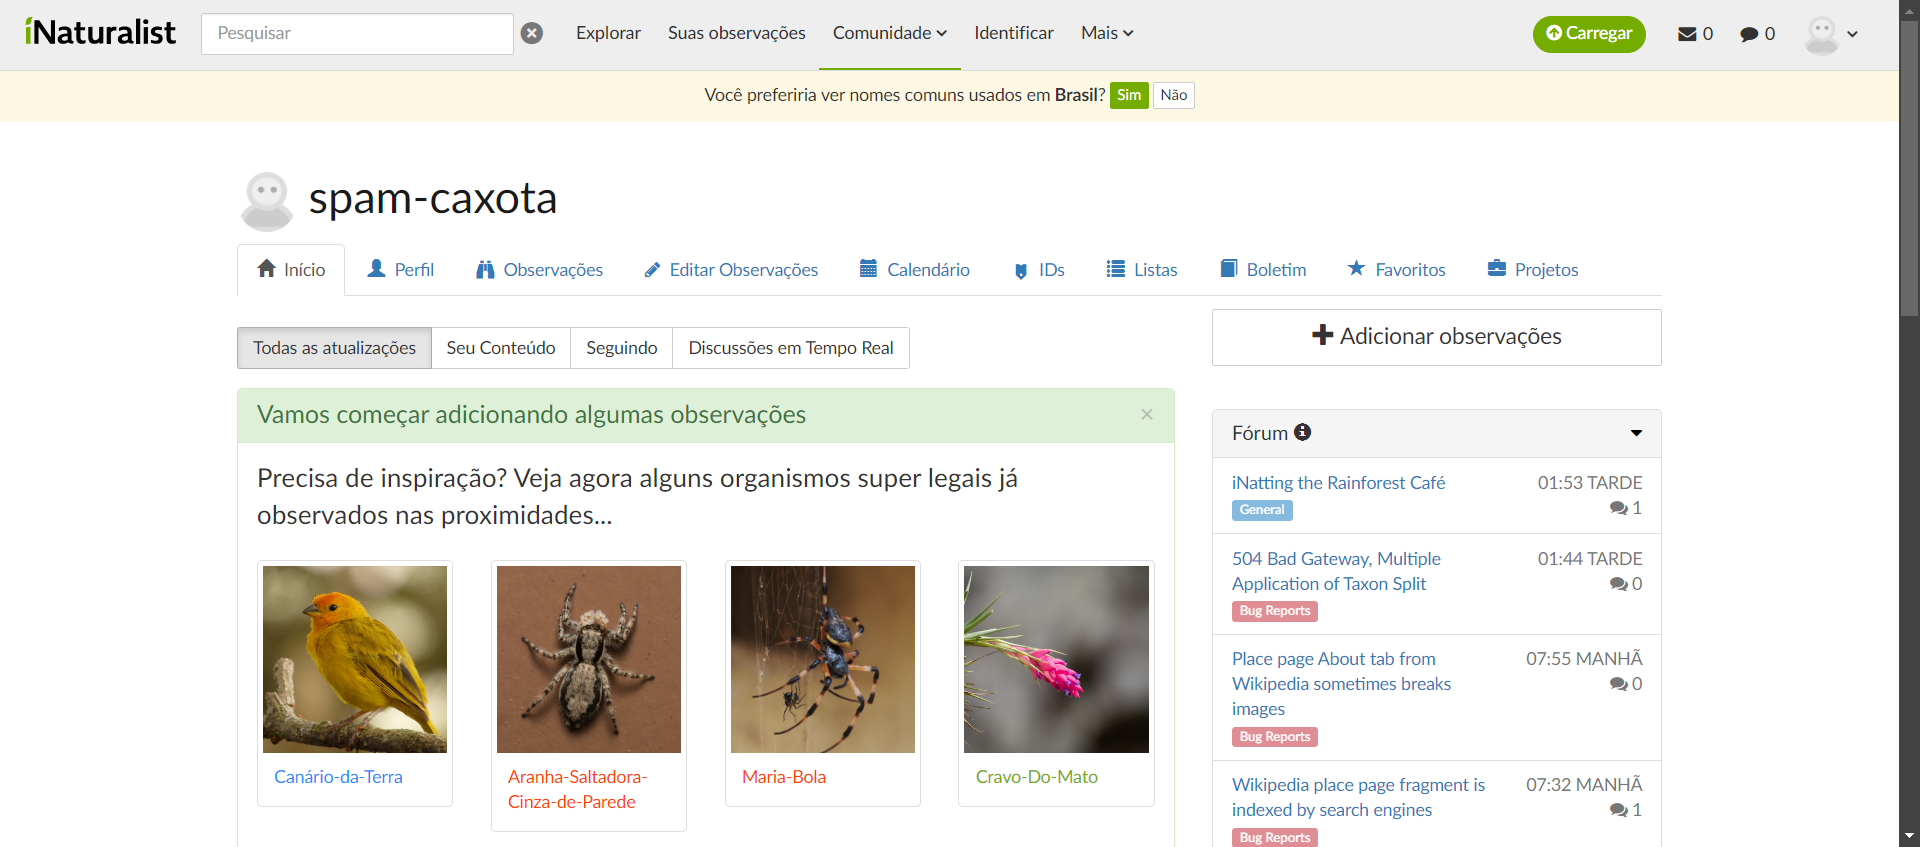 iNaturalist
Pesquisar
Explorar
Suas observações
Comunidade
Identificar
Mais
Carregar
0
0
Você preferiria ver nomes comuns usados em Brasil? Sim Não
spam-caxota
Início
Perfil
Observações
Editar Observações
Calendário
IDs
Listas
Boletim
Favoritos
Projetos
Todas as atualizações
Seu Conteúdo
Seguindo
Discussões em Tempo Real
Vamos começar adicionando algumas observações
×
Precisa de inspiração? Veja agora alguns organismos super legais já
observados nas proximidades...
Canário-da-Terra
Aranha-Saltadora-
Cinza-de-Parede
Maria-Bola
Cravo-Do-Mato
Adicionar observações
Fórum
iNatting the Rainforest Café
01:53 TARDE
General
1
504 Bad Gateway, Multiple
Application of Taxon Split
01:44 TARDE
0
Bug Reports
Place page About tab from
Wikipedia sometimes breaks
images
07:55 MANHÃ
0
Bug Reports
Wikipedia place page fragment is
indexed by search engines
07:32 MANHÃ
1
Bug Reports